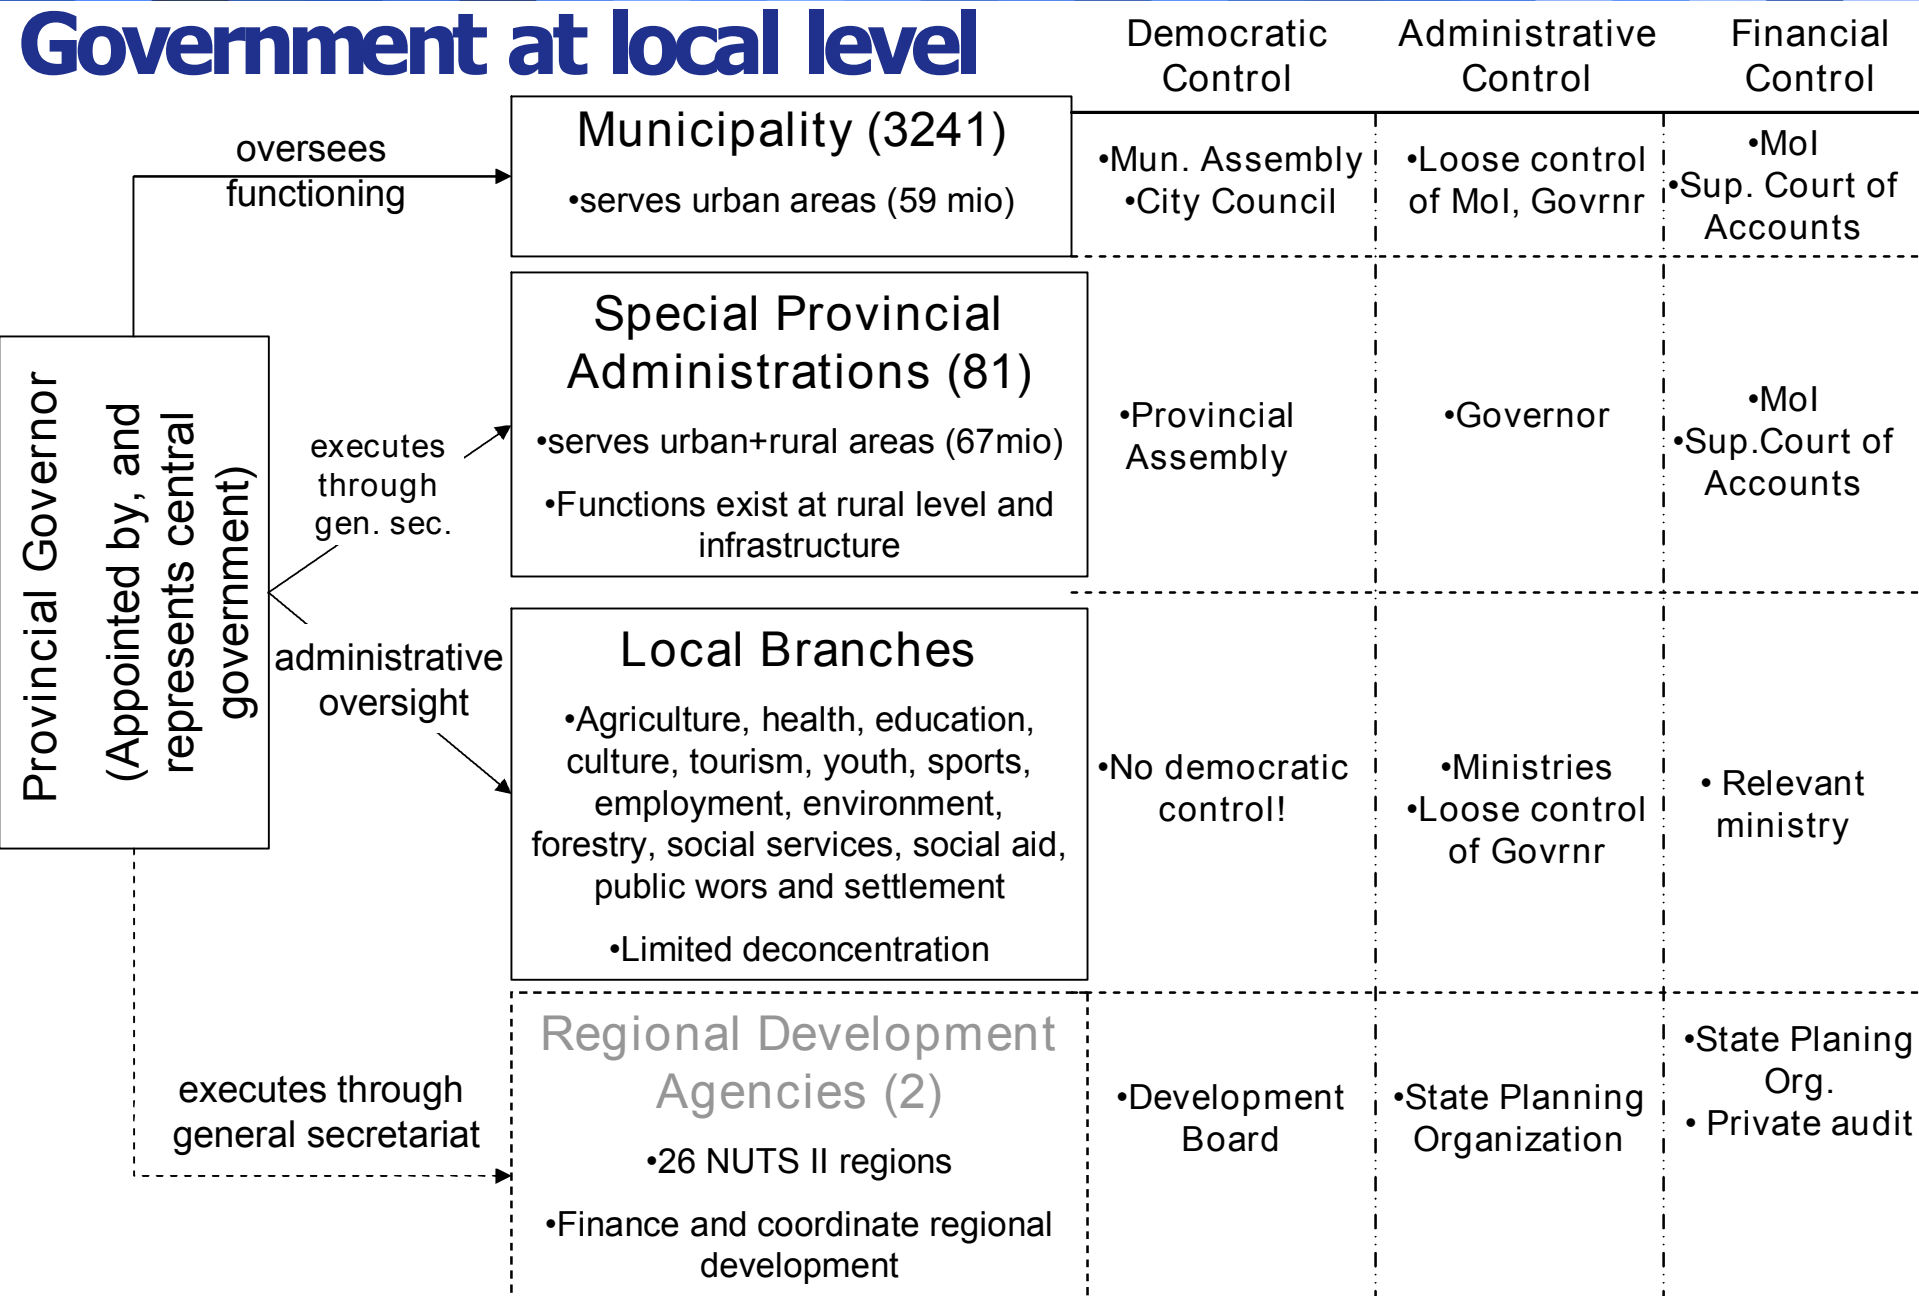 Government at local level
Democratic
Control
Administrative
Control
Financial
Control
oversees
functioning
Municipality (3241)
•serves urban areas (59 mio)
•Mun. Assembly
•City Council
•Loose control
of MoI, Govrnr
•MoI
•Sup. Court of
Accounts
Provincial Governor
(Appointed by, and
represents central
government)
executes
through
gen. sec.
Special Provincial
Administrations (81)
•serves urban+rural areas (67mio)
•Functions exist at rural level and
infrastructure
•Provincial
Assembly
•Governor
•MoI
•Sup.Court of
Accounts
administrative
oversight
Local Branches
•Agriculture, health, education,
culture, tourism, youth, sports,
employment, environment,
forestry, social services, social aid,
public wors and settlement
•Limited deconcentration
•No democratic
control!
•Ministries
•Loose control
of Govrnr
• Relevant
ministry
executes through
general secretariat
Regional Development
Agencies (2)
•26 NUTS II regions
•Finance and coordinate regional
development
•Development
Board
•State Planning
Organization
•State Planing
Org.
• Private audit